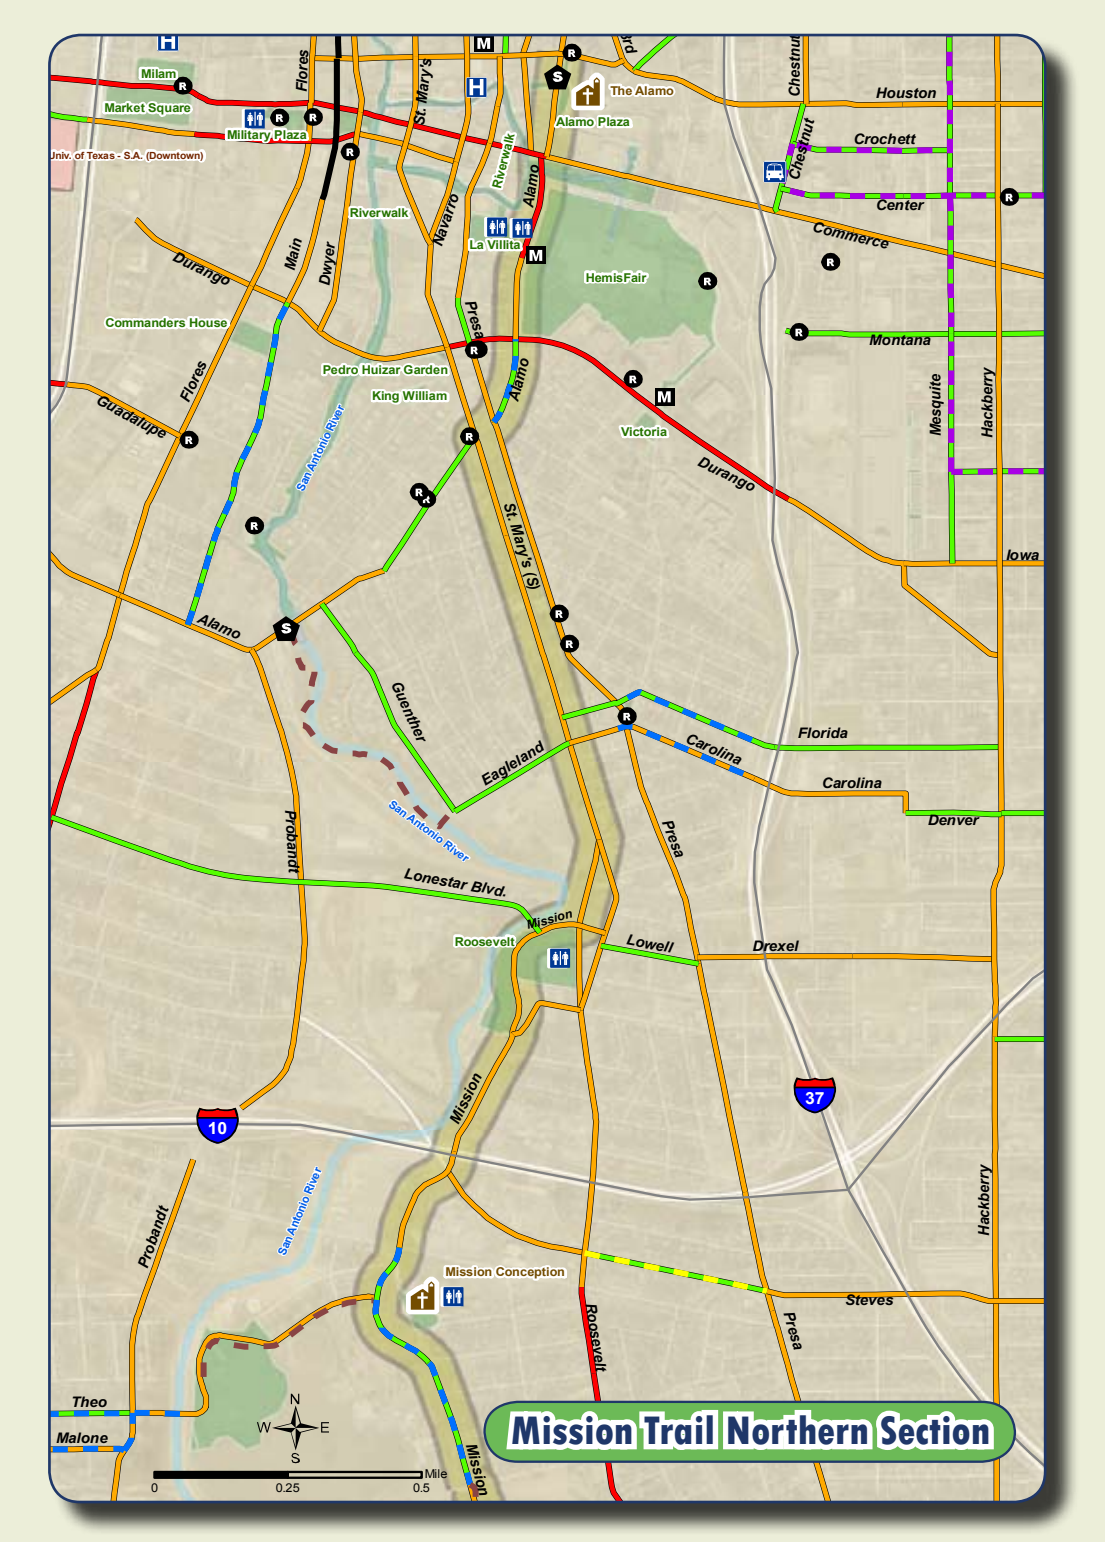 H
Flores
St. Mary's
M
R
3rd
Chestnut
Milam
R
H
S
The Alamo
Houston
Market Square
R
R
Alamo Plaza
Military Plaza
Riverwalk
Chestnut
Crochett
Univ. of Texas - S.A. (Downtown)
R
Alamo
Center
R
Riverwalk
Navarro
La Villita
M
Commerce
R
Main
Dwyer
Durango
HemisFair
R
Commanders House
Presa
R
R
Montana
Pedro Huizar Garden
Alamo
R
M
Flores
King William
Mesquite
Hackberry
Guadalupe
R
San Antonio River
R
Victoria
Durango
R
R
R
St. Mary's (S)
Iowa
Alamo
S
R
R
Guenther
R
Florida
Carolina
Eagleland
Carolina
San Antonio River
Denver
Probandt
Presa
Lonestar Blvd.
Mission
Roosevelt
Lowell
Drexel
Mission
37
10
San Antonio River
Probandt
Hackberry
Mission Conception
Steves
Roosevelt
Presa
Theo
Malone
N
W
E
S
Mission
Mission Trail Northern Section
Mile
0
0.25
0.5